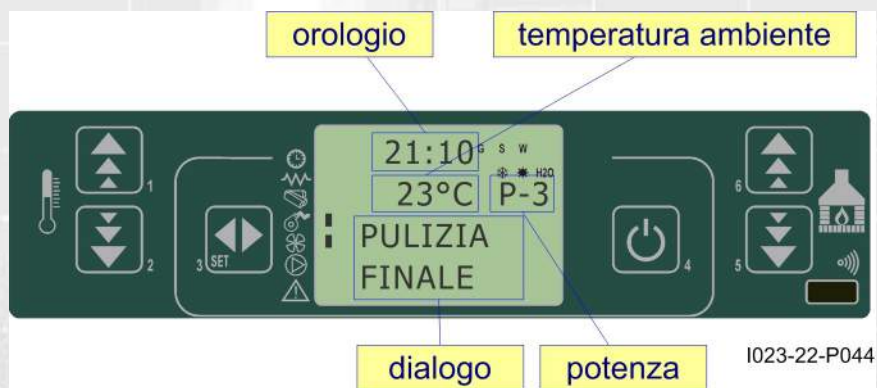 orologio
temperatura ambiente
21:10 G S W
H2O
23°C P-3
PULIZIA
FINALE
1
2
3 SET
4
5
6
dialogo
potenza
I023-22-P044